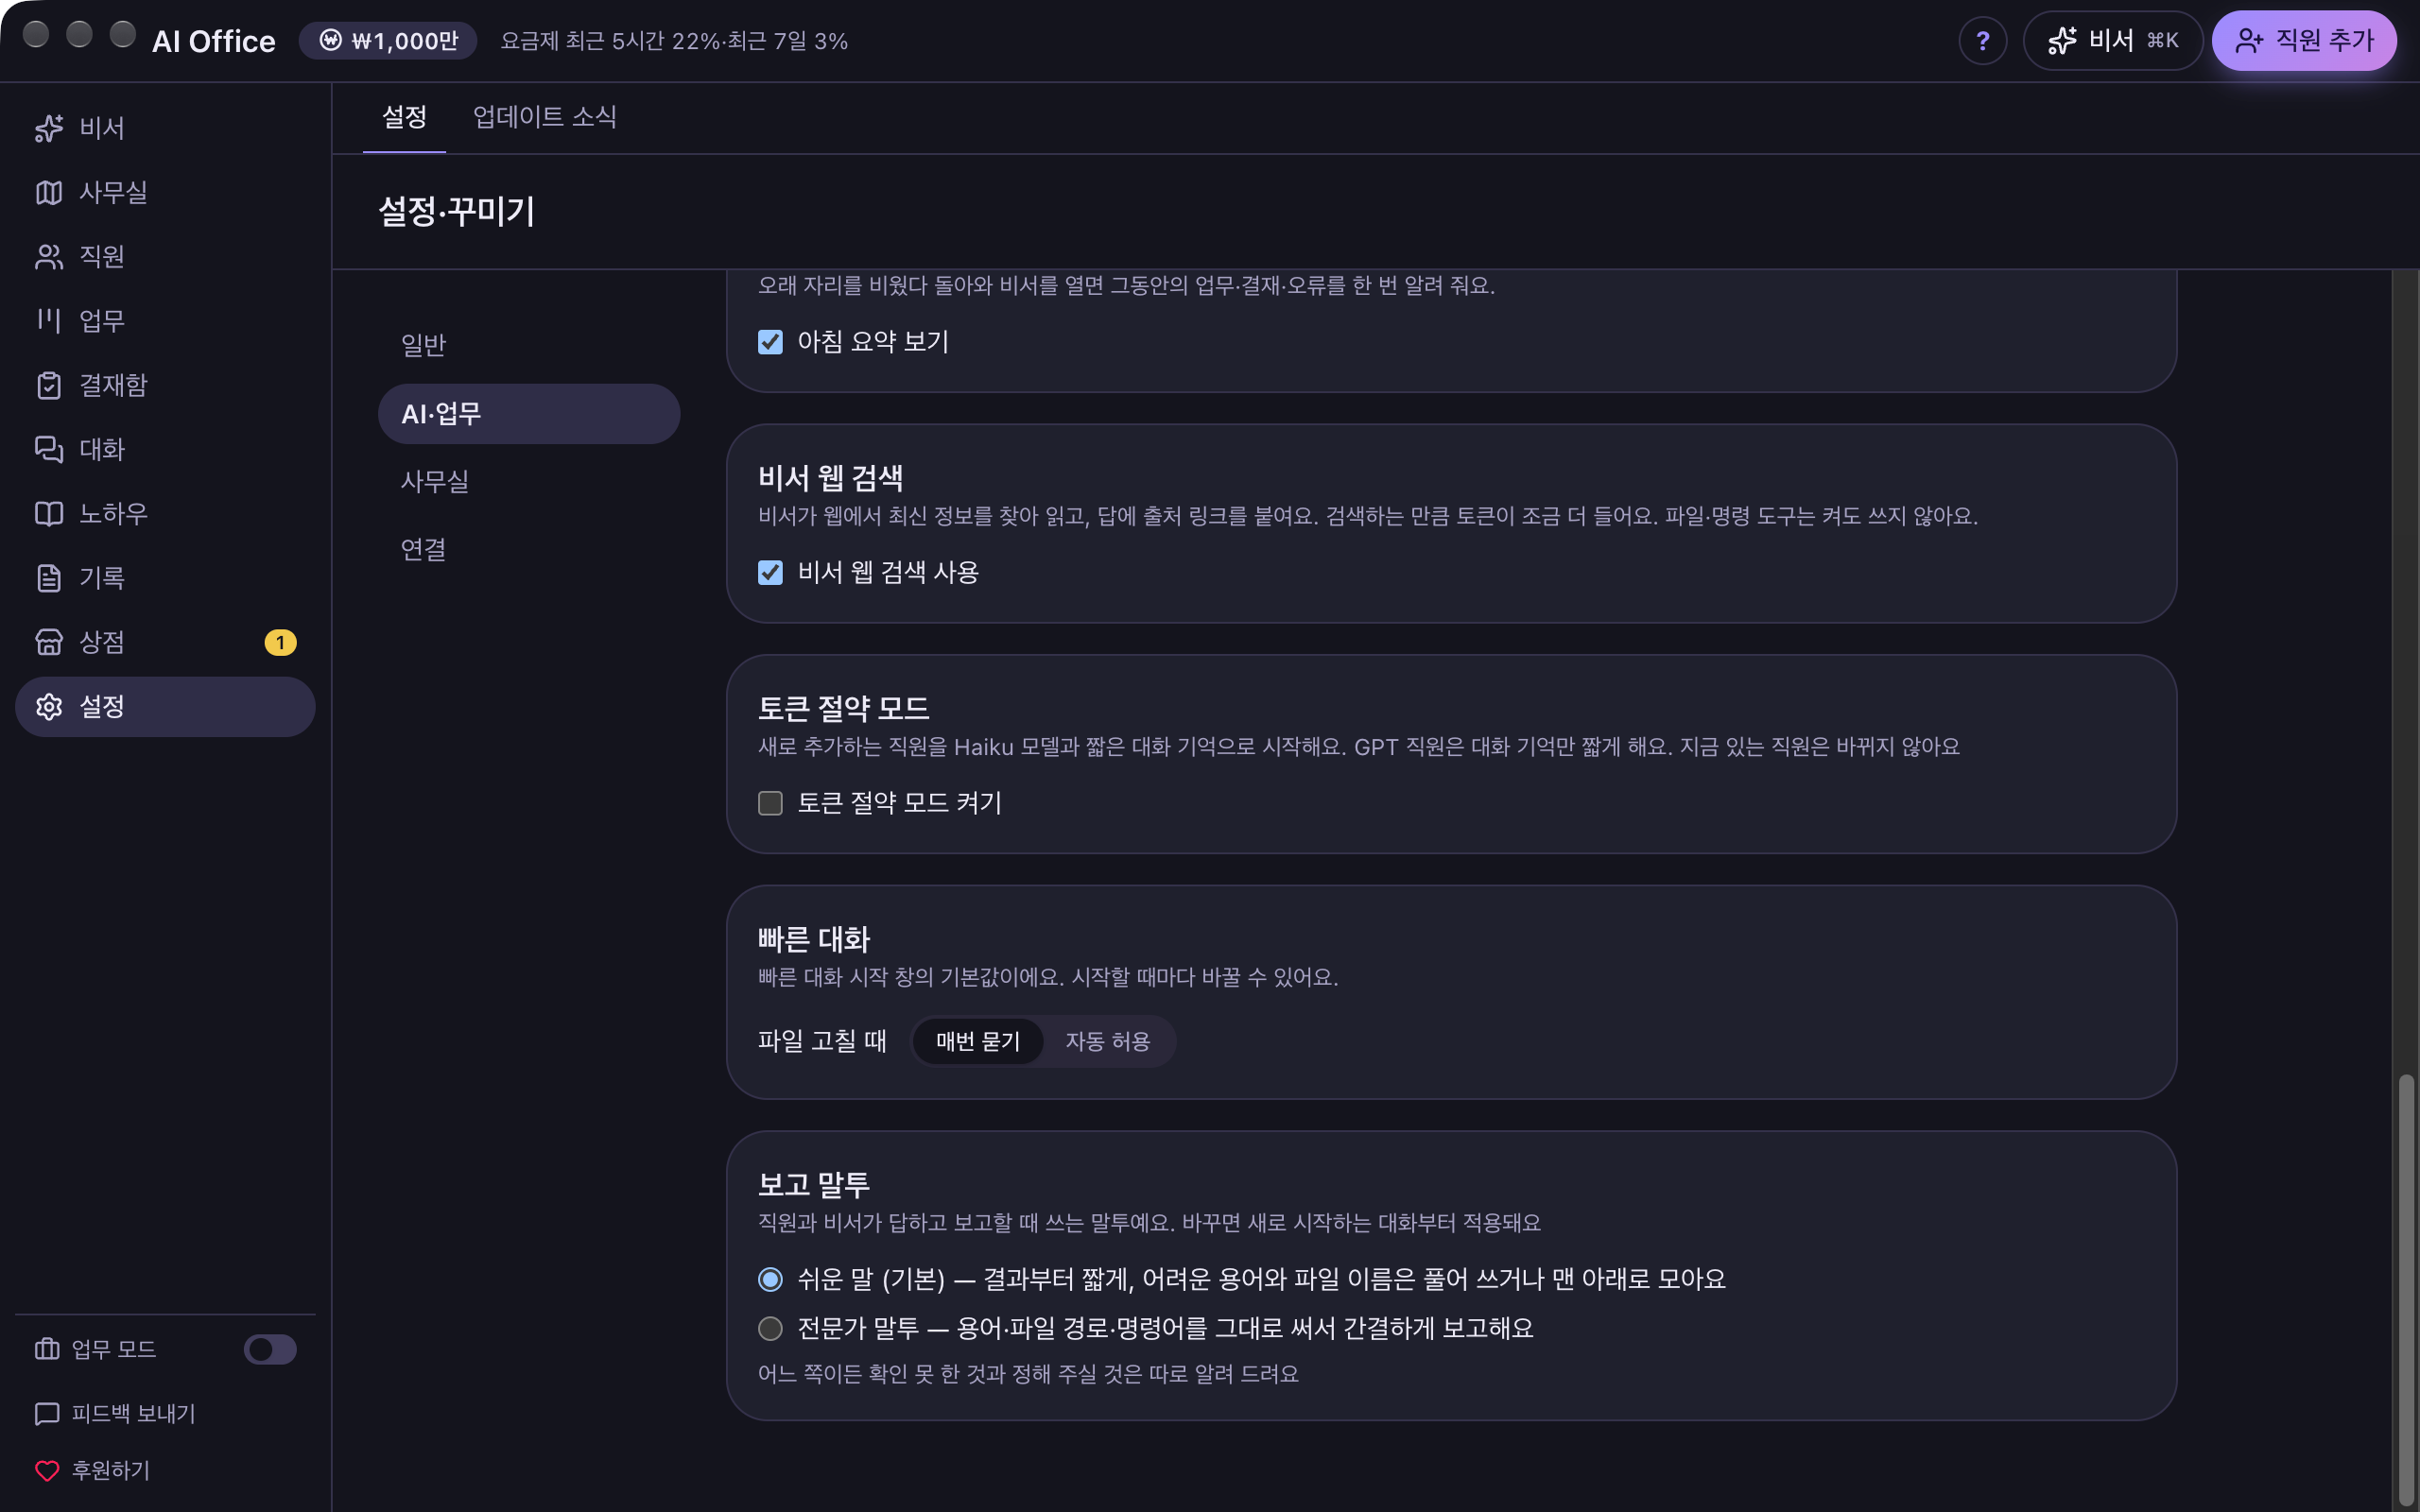 AI Office
₩1,000만
요금제 최근 5시간 22%·최근 7일 3%
?
비서 ⌘K
직원 추가
비서
사무실
직원
업무
결재함
대화
노하우
기록
상점
1
설정
업무 모드
피드백 보내기
후원하기
설정
업데이트 소식
설정·꾸미기
일반
AI·업무
사무실
연결
오래 자리를 비웠다 돌아와 비서를 열면 그동안의 업무·결재·오류를 한 번 알려 줘요.
아침 요약 보기
비서 웹 검색
비서가 웹에서 최신 정보를 찾아 읽고, 답에 출처 링크를 붙여요. 검색하는 만큼 토큰이 조금 더 들어요. 파일·명령 도구는 켜도 쓰지 않아요.
비서 웹 검색 사용
토큰 절약 모드
새로 추가하는 직원을 Haiku 모델과 짧은 대화 기억으로 시작해요. GPT 직원은 대화 기억만 짧게 해요. 지금 있는 직원은 바뀌지 않아요
토큰 절약 모드 켜기
빠른 대화
빠른 대화 시작 창의 기본값이에요. 시작할 때마다 바꿀 수 있어요.
파일 고칠 때
매번 묻기
자동 허용
보고 말투
직원과 비서가 답하고 보고할 때 쓰는 말투예요. 바꾸면 새로 시작하는 대화부터 적용돼요
쉬운 말 (기본) — 결과부터 짧게, 어려운 용어와 파일 이름은 풀어 쓰거나 맨 아래로 모아요
전문가 말투 — 용어·파일 경로·명령어를 그대로 써서 간결하게 보고해요
어느 쪽이든 확인 못 한 것과 정해 주실 것은 따로 알려 드려요